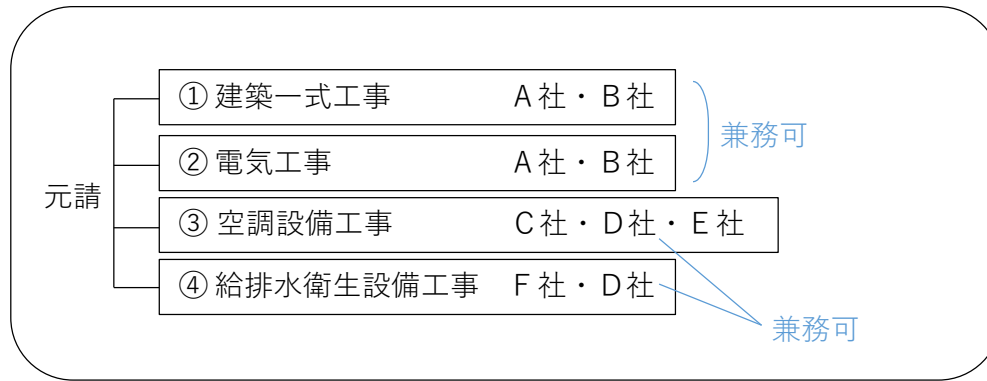 ①建築一式工事 A社・B社
兼務可
②電気工事 A社・B社
元請
③空調設備工事 C社・D社・E社
④給排水衛生設備工事 F社・D社
兼務可